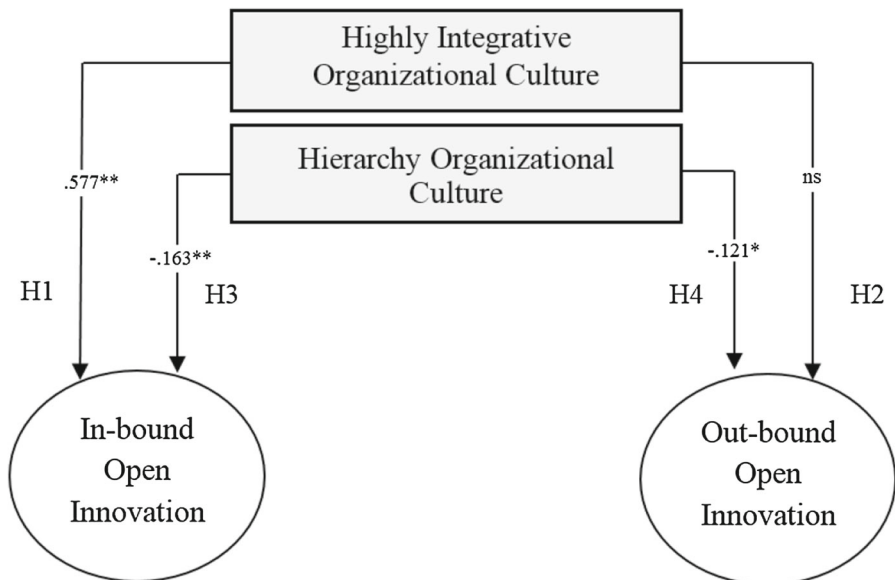 Highly Integrative
Organizational Culture
Hierarchy Organizational
Culture
.577**
ns
-.163**
-.121*
H1
H3
H4
H2
In-bound
Open
Innovation
Out-bound
Open
Innovation